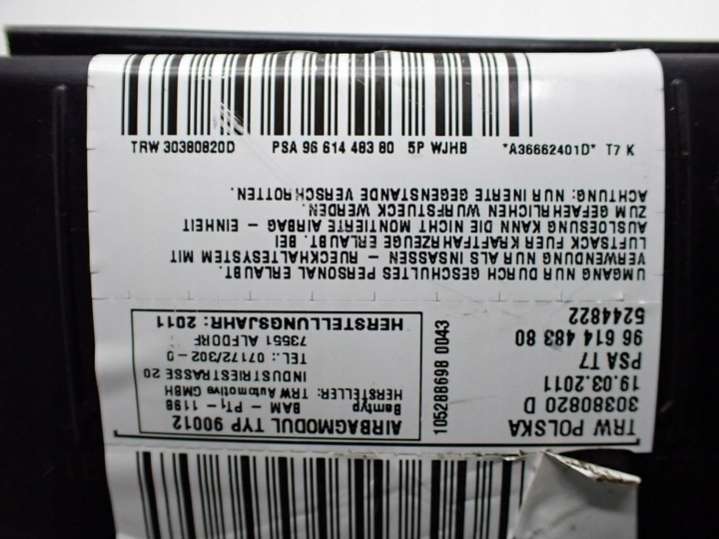 TRW 30380820D PSA 96 614 483 80 5P WJHB *A36662401D* T7 K
UMGANG NUR DURCH GESCHULTES PERSONAL ERLAUBT.
VERWENDUNG NUR ALS INSASSEN - RUECKHALTESYSTEM MIT
LUFTSACK FUER KRAFTFAHRZEUGE ERLAUBT. BEI
AUSLOESUNG KANN DIE NICHT MONTIERTE AIRBAG - EINHEIT
ZUM GEFAEHRLICHEN WURFSTUECK WERDEN.
ACHTUNG: NUR INERTE GEGENSTANDE VERSCHROTTEN.
TRW POLSKA
30380820 D
19.03.2011
PSA T7
96 614 483 80
5244822
105288698 0043
AIRBAGMODUL TYP 90012
Bamtyp BAM - PT1 - 1198
HERSTELLER: TRW Automotive GMBH
INDUSTRIESTRASSE 20
TEL.: 07172/302-0
73551 ALFDORF
HERSTELLUNGSJAHR: 2011